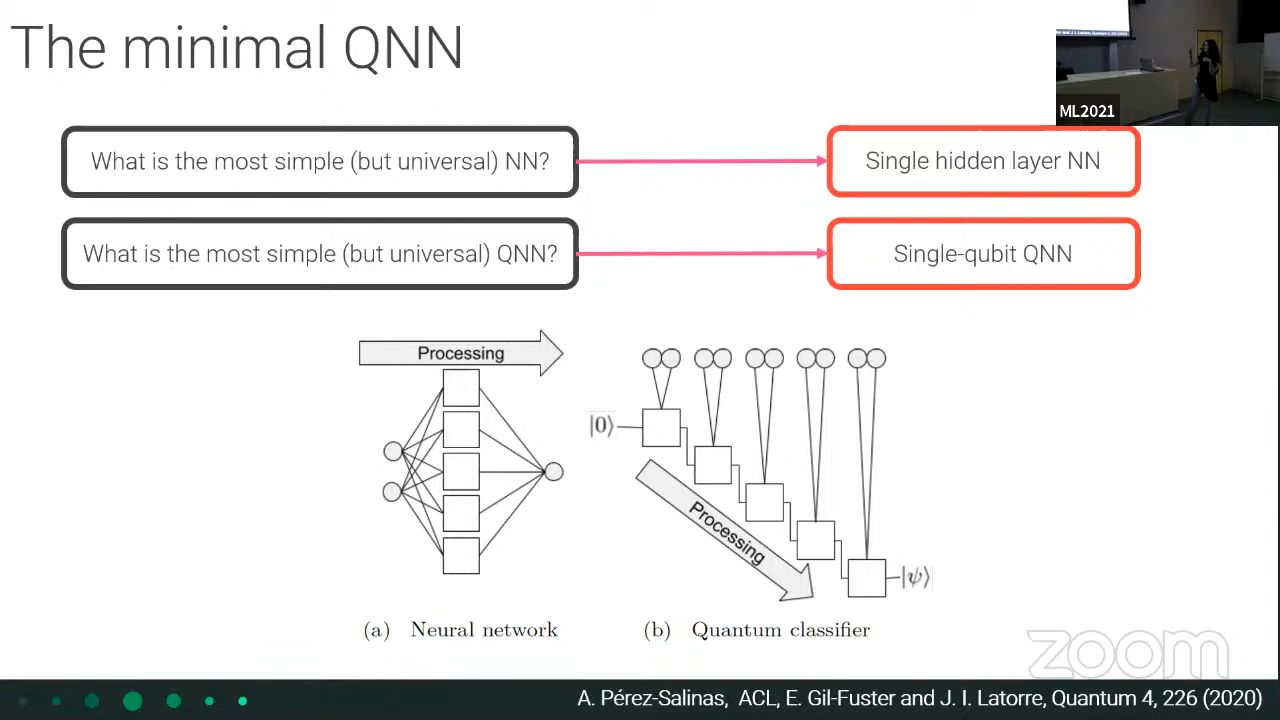 The minimal QNN
ML2021
What is the most simple (but universal) NN?
Single hidden layer NN
What is the most simple (but universal) QNN?
Single-qubit QNN
Processing
|0⟩
Processing
|ψ⟩
(a) Neural network
(b) Quantum classifier
zoom
A. Pérez-Salinas, ACL, E. Gil-Fuster and J. I. Latorre, Quantum 4, 226 (2020)